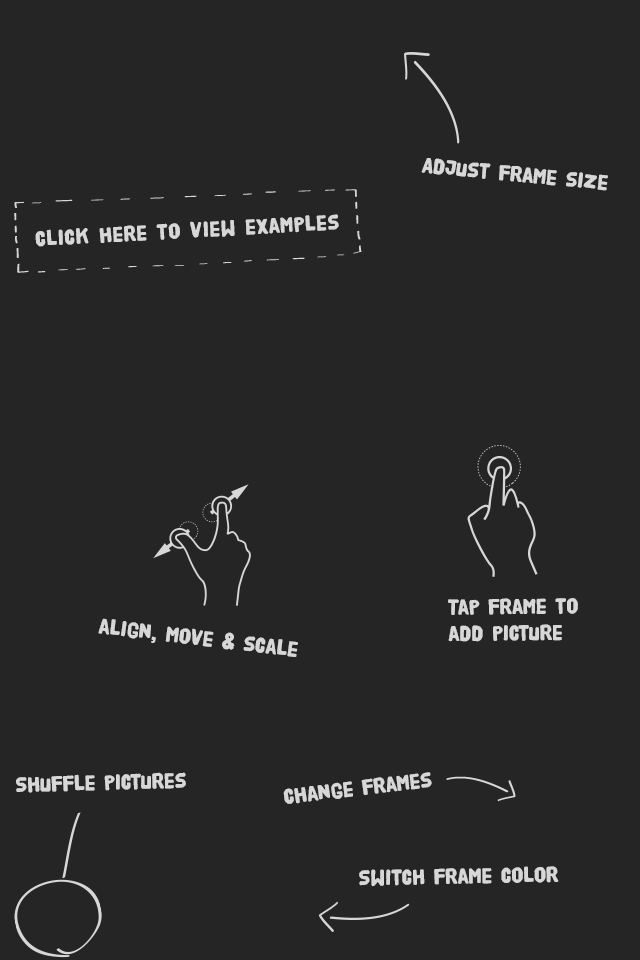 ADJUST FRAME SIZE
CLICK HERE TO VIEW EXAMPLES
ALIGN, MOVE & SCALE
TAP FRAME TO
ADD PICTURE
SHUFFLE PICTURES
CHANGE FRAMES
SWITCH FRAME COLOR